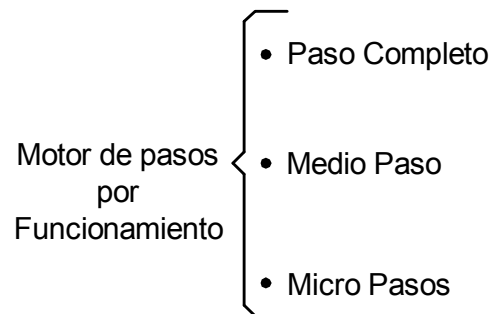 Motor de pasos
por
Funcionamiento
• Paso Completo
• Medio Paso
• Micro Pasos